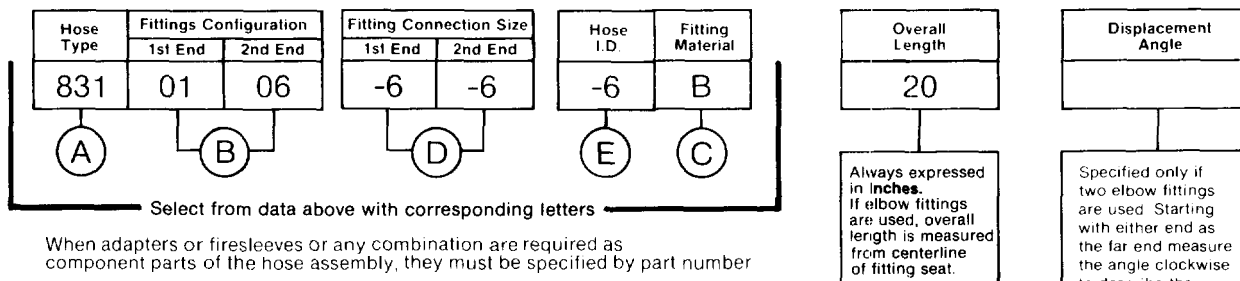 Hose Type
Fittings Configuration
1st End 2nd End
Fitting Connection Size
1st End 2nd End
Hose I.D.
Fitting Material
Overall Length
Displacement Angle
831 01 06 -6 -6 -6 B 20
A B D E C
Select from data above with corresponding letters
When adapters or firesleeves or any combination are required as
component parts of the hose assembly, they must be specified by part number
Always expressed
in Inches.
If elbow fittings
are used, overall
length is measured
from centerline
of fitting seat.
Specified only if
two elbow fittings
are used Starting
with either end as
the far end measure
the angle clockwise
to describe the